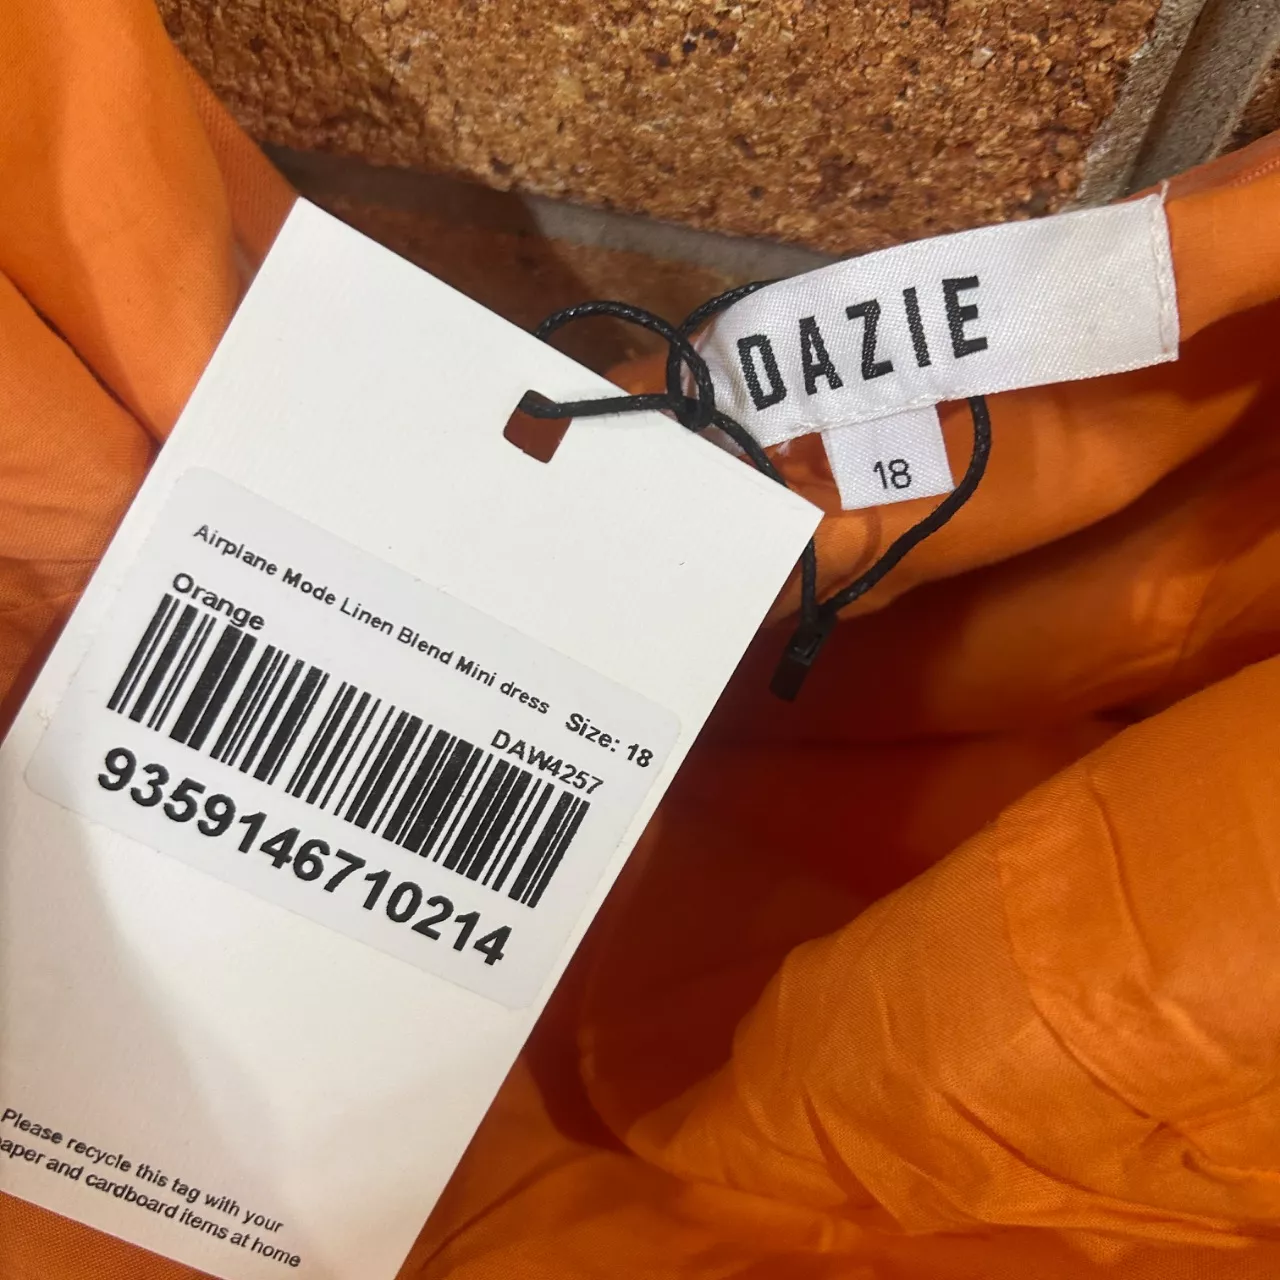 DAZIE
18
Airplane Mode Linen Blend Mini dress
Orange
Size: 18
DAW4257
9359146710214
Please recycle this tag with your
paper and cardboard items at home